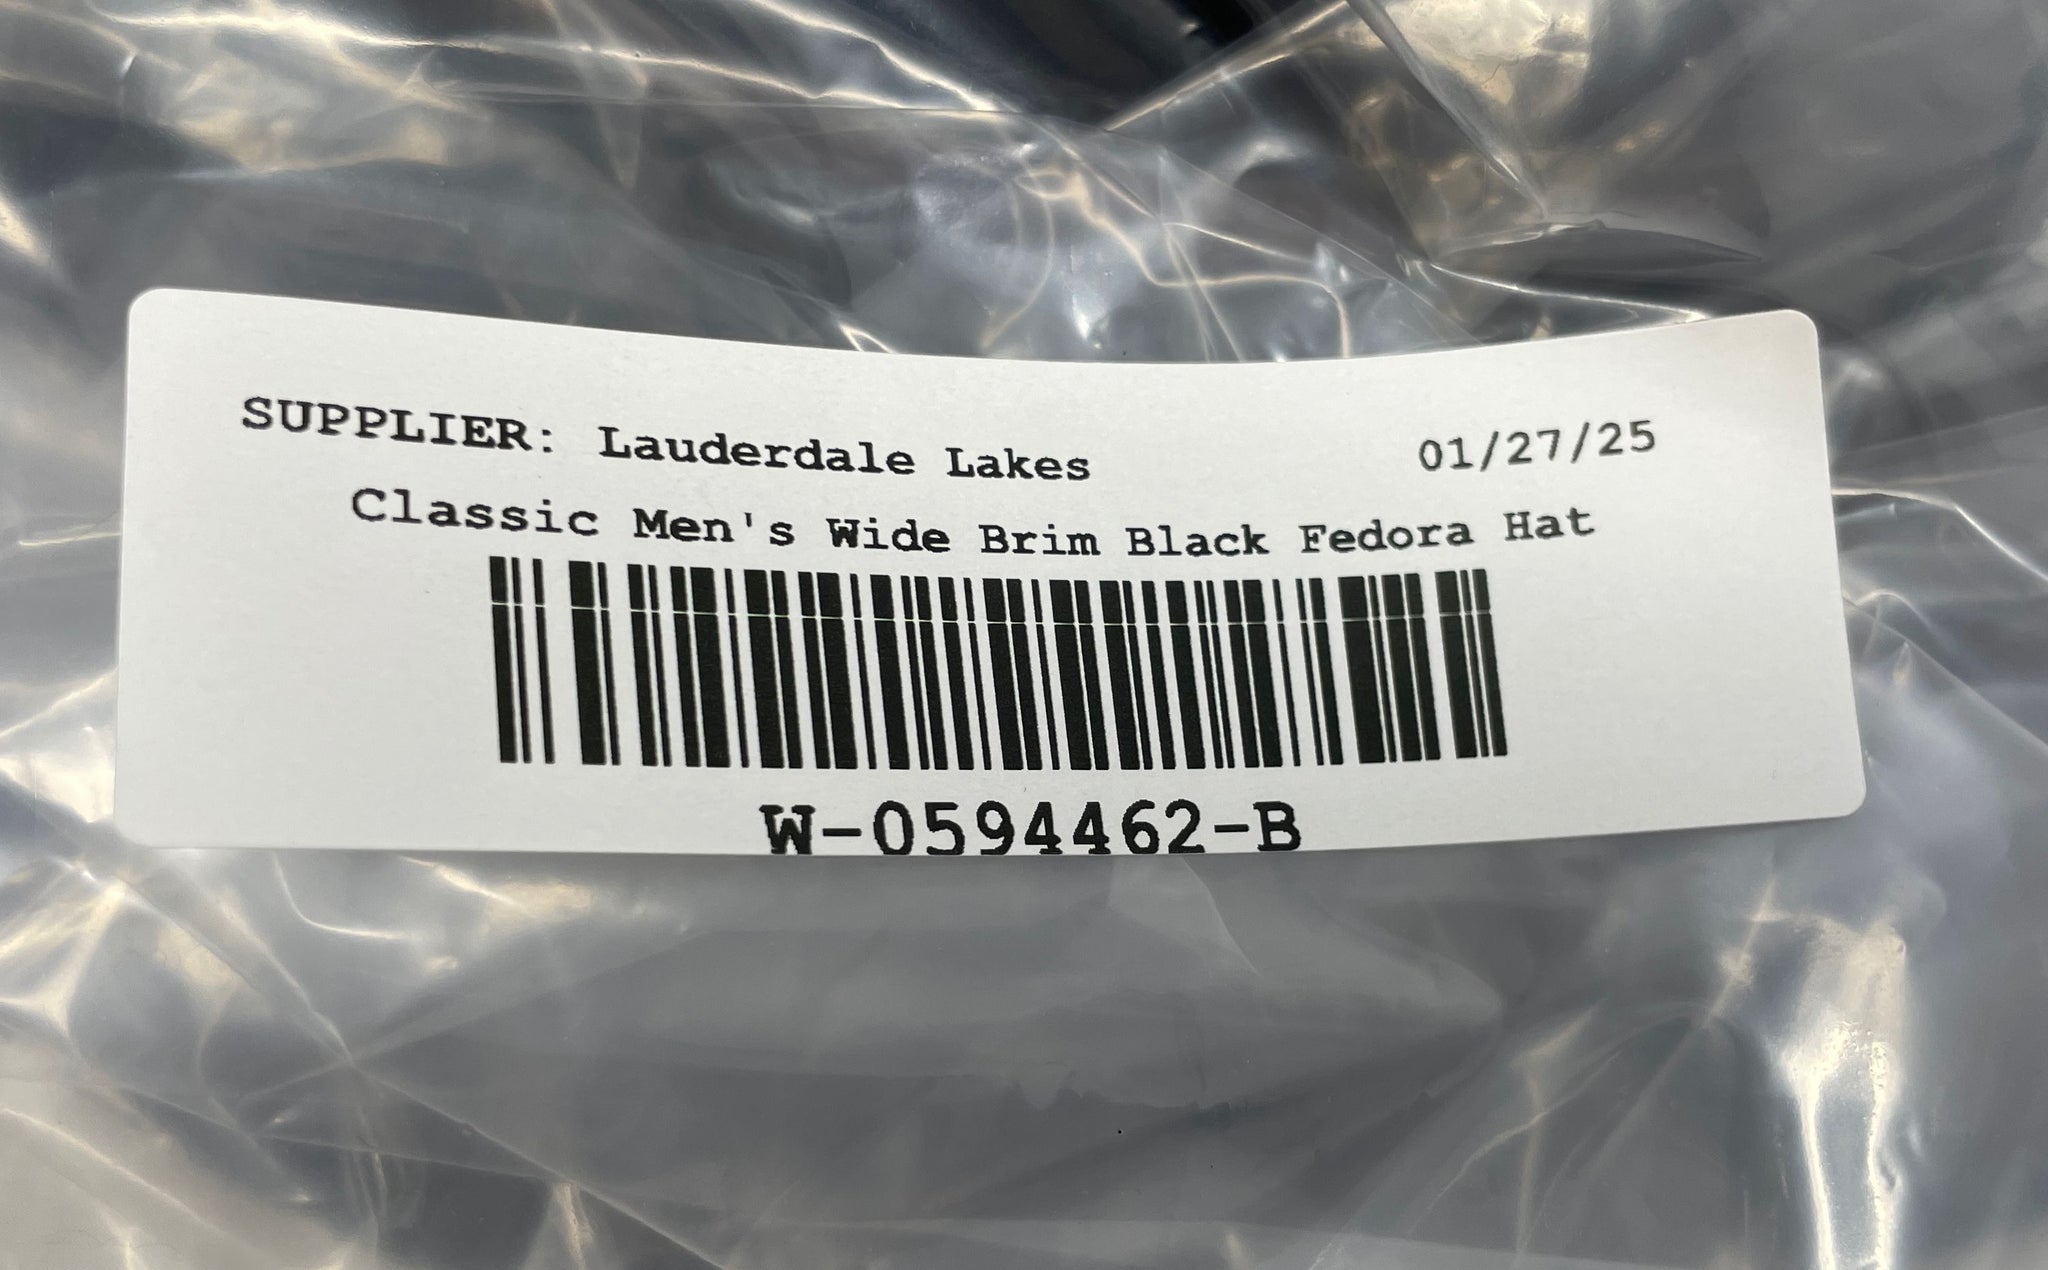 SUPPLIER: Lauderdale Lakes 01/27/25
Classic Men's Wide Brim Black Fedora Hat
W-0594462-B